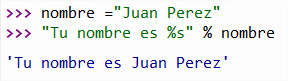 >>> nombre ="Juan Perez"
>>> "Tu nombre es %s" % nombre
'Tu nombre es Juan Perez'